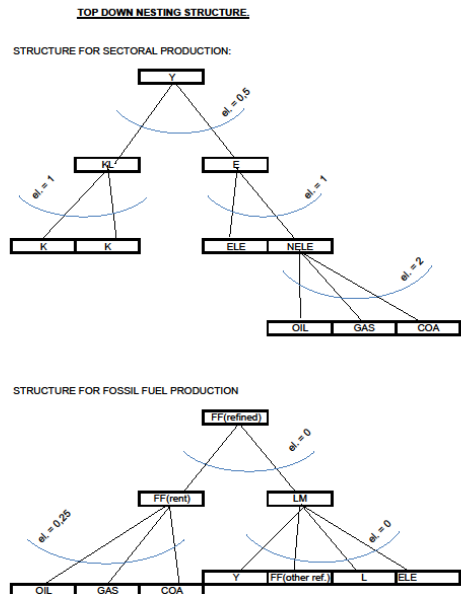 TOP DOWN NESTING STRUCTURE.
STRUCTURE FOR SECTORAL PRODUCTION:
Y
el. = 0,5
KL
E
el. = 1
el. = 1
K K
ELE NELE
el. = 2
OIL GAS COA
STRUCTURE FOR FOSSIL FUEL PRODUCTION
FF(refined)
el. = 0
FF(rent) LM
el. = 0,25
el. = 0
Y FF(other ref.) L ELE
OIL GAS COA